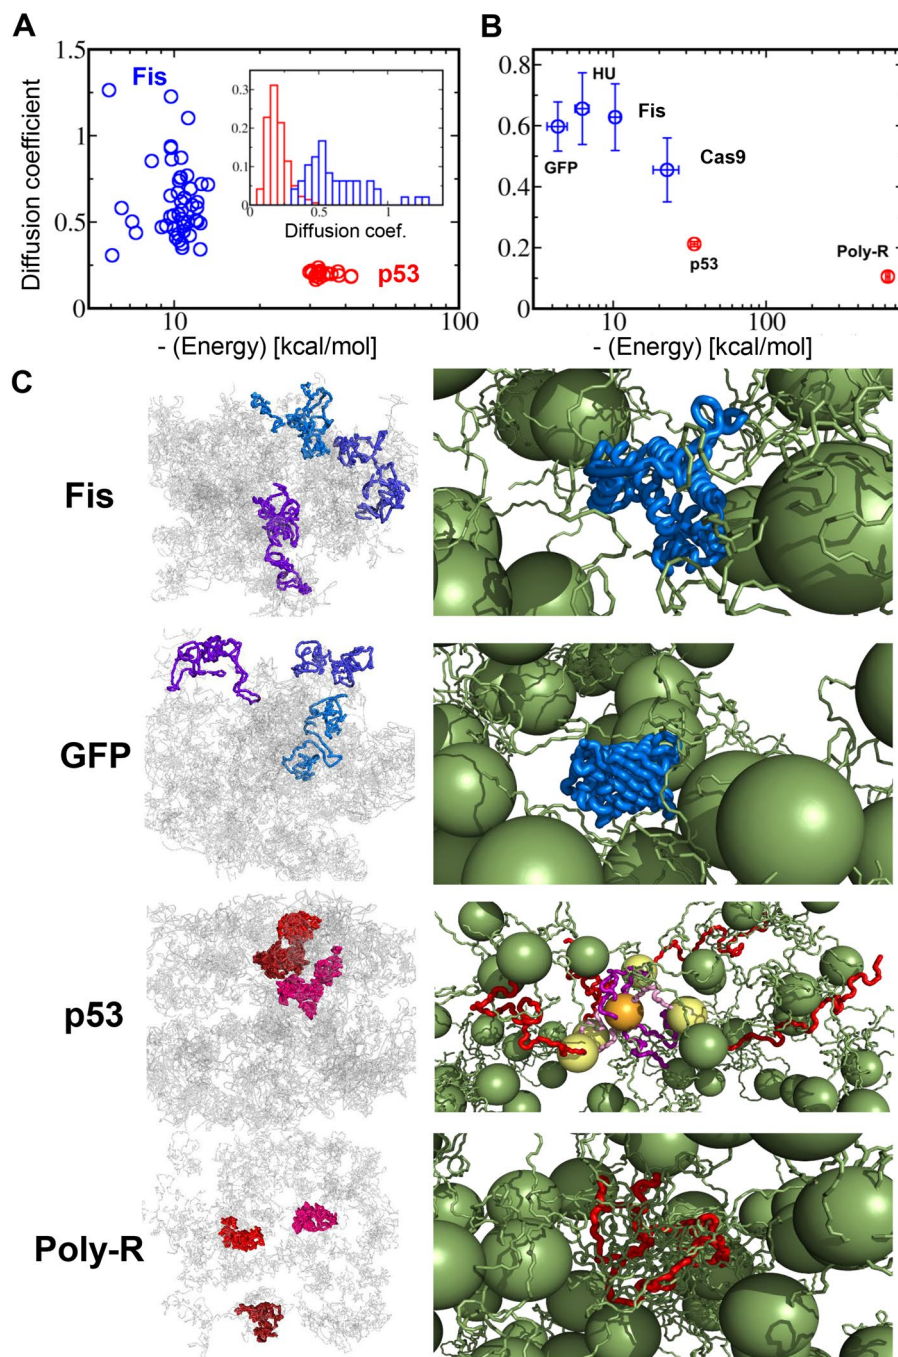 A
Diffusion coefficient
1.5
1
0.5
0
Fis
0.3
0.15
0
0.5
1
Diffusion coef.
p53
10
100
- (Energy) [kcal/mol]
B
0.8
0.6
0.4
0.2
0
HU
GFP
Fis
Cas9
p53
Poly-R
10
100
- (Energy) [kcal/mol]
C
Fis
GFP
p53
Poly-R